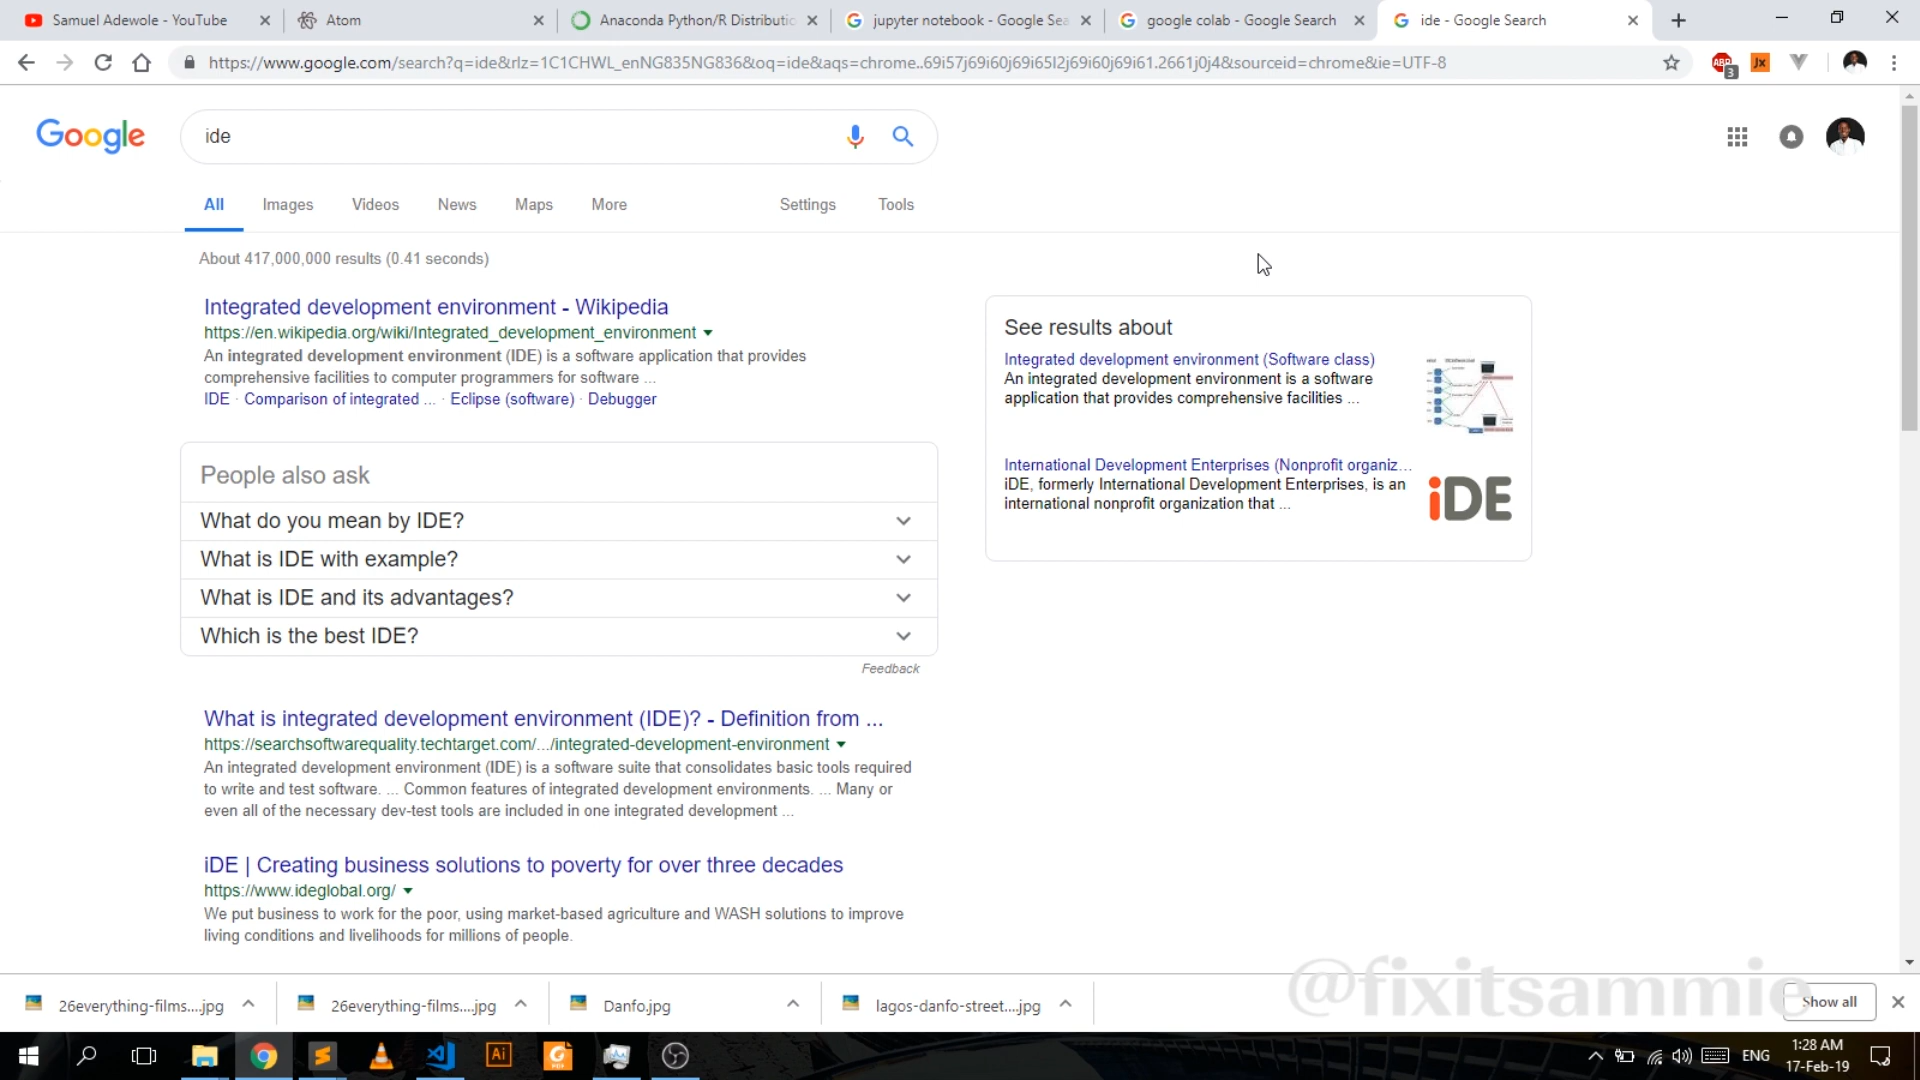 Samuel Adewole - YouTube
Atom
Anaconda Python/R Distributio
jupyter notebook - Google Sea
google colab - Google Search
ide - Google Search
https://www.google.com/search?q=ide&rlz=1C1CHWL_enNG835NG836&oq=ide&aqs=chrome..69i57j69i60j69i65l2j69i60j69i61.2661j0j4&sourceid=chrome&ie=UTF-8
ABP
3
Jx
Google
ide
All
Images
Videos
News
Maps
More
Settings
Tools
About 417,000,000 results (0.41 seconds)
Integrated development environment - Wikipedia
https://en.wikipedia.org/wiki/Integrated_development_environment
An integrated development environment (IDE) is a software application that provides
comprehensive facilities to computer programmers for software ...
IDE · Comparison of integrated ... · Eclipse (software) · Debugger
People also ask
What do you mean by IDE?
What is IDE with example?
What is IDE and its advantages?
Which is the best IDE?
Feedback
What is integrated development environment (IDE)? - Definition from ...
https://searchsoftwarequality.techtarget.com/.../integrated-development-environment
An integrated development environment (IDE) is a software suite that consolidates basic tools required
to write and test software. ... Common features of integrated development environments. ... Many or
even all of the necessary dev-test tools are included in one integrated development ...
iDE | Creating business solutions to poverty for over three decades
https://www.ideglobal.org/
We put business to work for the poor, using market-based agriculture and WASH solutions to improve
living conditions and livelihoods for millions of people.
See results about
Integrated development environment (Software class)
An integrated development environment is a software
application that provides comprehensive facilities ...
International Development Enterprises (Nonprofit organiz...
iDE, formerly International Development Enterprises, is an
international nonprofit organization that ...
iDE
@fixitsammie
26everything-films....jpg
26everything-films....jpg
Danfo.jpg
lagos-danfo-street....jpg
Show all
Ai
ENG
1:28 AM
17-Feb-19